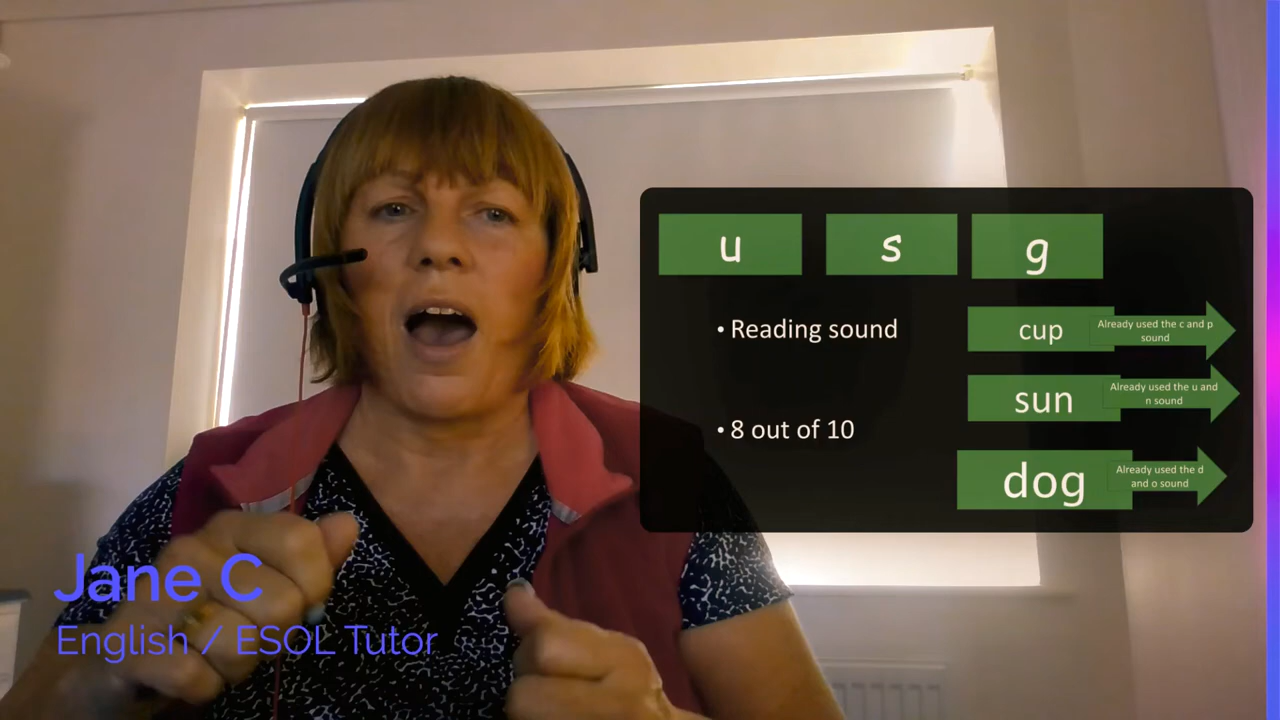 u s g
• Reading sound
• 8 out of 10
cup
Already used the c and p
sound
sun
Already used the u and
n sound
dog
Already used the d
and o sound
Jane C
English / ESOL Tutor